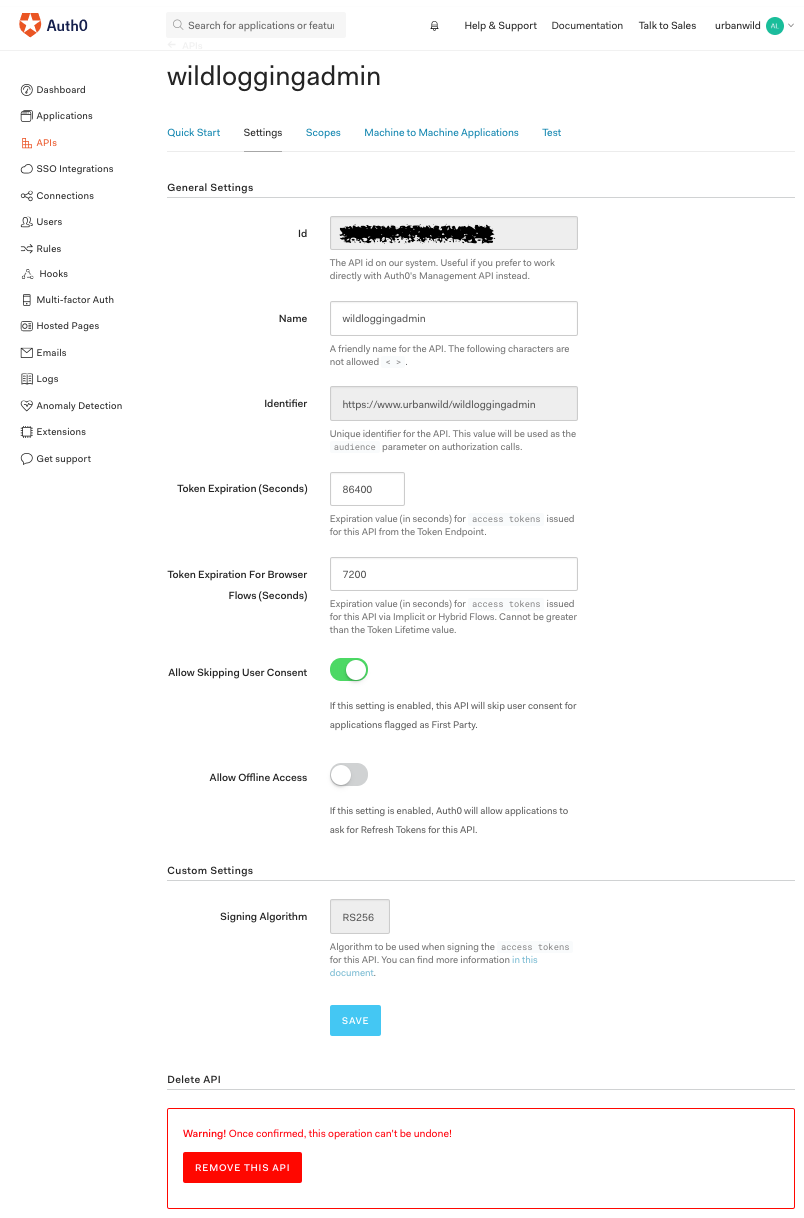 Auth0
Search for applications or featur
Help & Support
Documentation
Talk to Sales
urbanwild
AL
← APIs
wildloggingadmin
Dashboard
Applications
APIs
SSO Integrations
Connections
Users
Rules
Hooks
Multi-factor Auth
Hosted Pages
Emails
Logs
Anomaly Detection
Extensions
Get support
Quick Start
Settings
Scopes
Machine to Machine Applications
Test
General Settings
Id
The API id on our system. Useful if you prefer to work
directly with Auth0's Management API instead.
Name
wildloggingadmin
A friendly name for the API. The following characters are
not allowed < > .
Identifier
https://www.urbanwild/wildloggingadmin
Unique identifier for the API. This value will be used as the
audience parameter on authorization calls.
Token Expiration (Seconds)
86400
Expiration value (in seconds) for access tokens issued
for this API from the Token Endpoint.
Token Expiration For Browser
Flows (Seconds)
7200
Expiration value (in seconds) for access tokens issued
for this API via Implicit or Hybrid Flows. Cannot be greater
than the Token Lifetime value.
Allow Skipping User Consent
If this setting is enabled, this API will skip user consent for
applications flagged as First Party.
Allow Offline Access
If this setting is enabled, Auth0 will allow applications to
ask for Refresh Tokens for this API.
Custom Settings
Signing Algorithm
RS256
Algorithm to be used when signing the access tokens
for this API. You can find more information in this
document.
SAVE
Delete API
Warning! Once confirmed, this operation can't be undone!
REMOVE THIS API